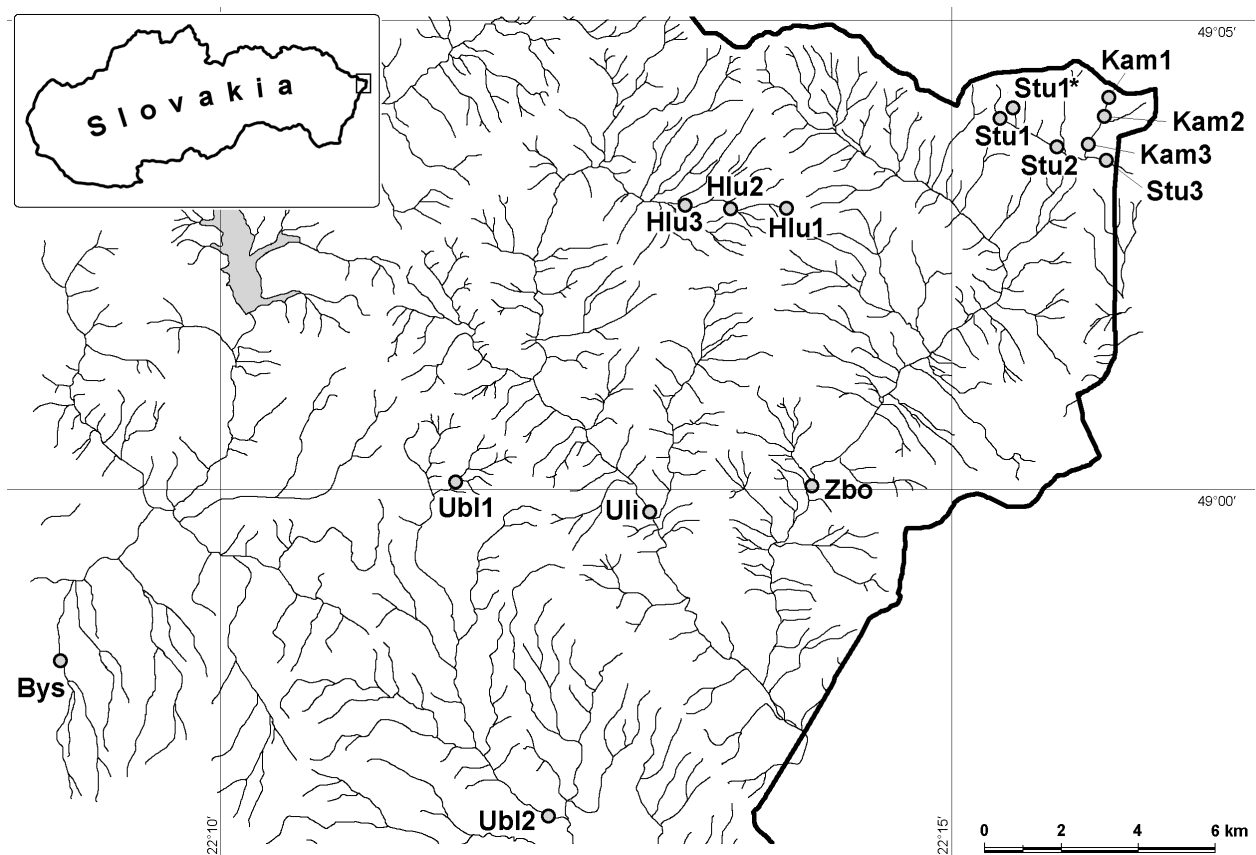 Slovakia
49°05′
Kam1
Stu1*
Kam2
Stu1
Kam3
Stu2
Stu3
Hlu2
Hlu3
Hlu1
Ubl1
Uli
Zbo
49°00′
Bys
Ubl2
22°10′
22°15′
0 2 4 6 km